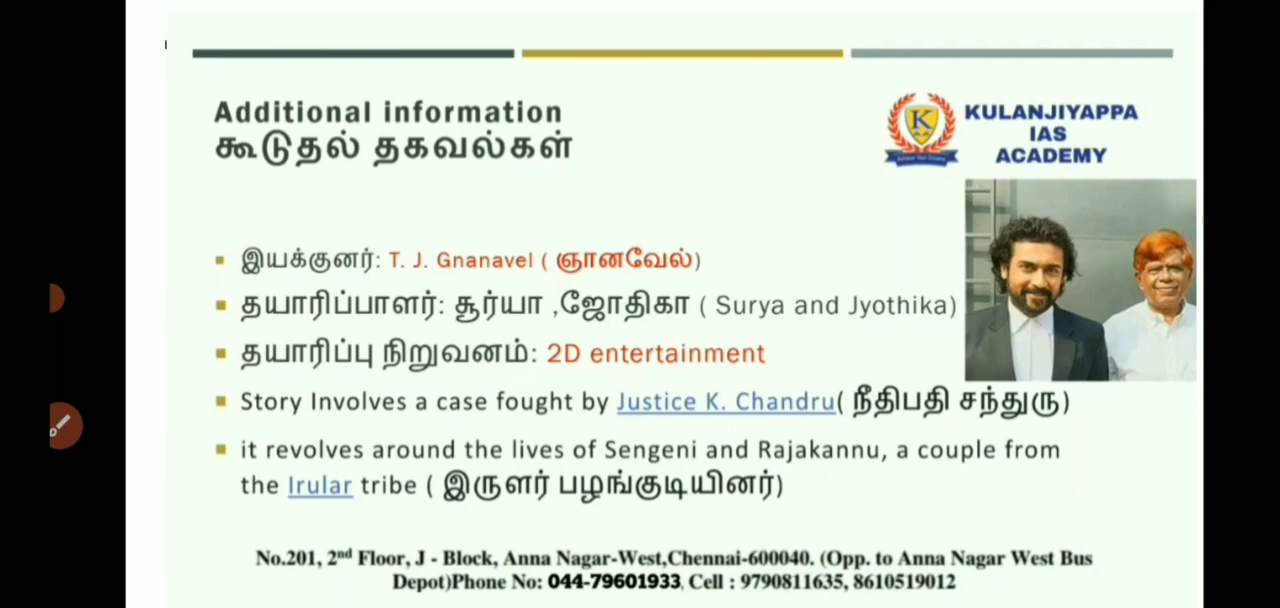 Additional information
கூடுதல் தகவல்கள்
KULANJIYAPPA
IAS
ACADEMY
K
இயக்குனர்: T. J. Gnanavel ( ஞானவேல்)
தயாரிப்பாளர்: சூர்யா ,ஜோதிகா ( Surya and Jyothika)
தயாரிப்பு நிறுவனம்: 2D entertainment
Story Involves a case fought by Justice K. Chandru( நீதிபதி சந்துரு)
it revolves around the lives of Sengeni and Rajakannu, a couple from
the Irular tribe ( இருளர் பழங்குடியினர்)
No.201, 2nd Floor, J - Block, Anna Nagar-West,Chennai-600040. (Opp. to Anna Nagar West Bus
Depot)Phone No: 044-79601933, Cell : 9790811635, 8610519012